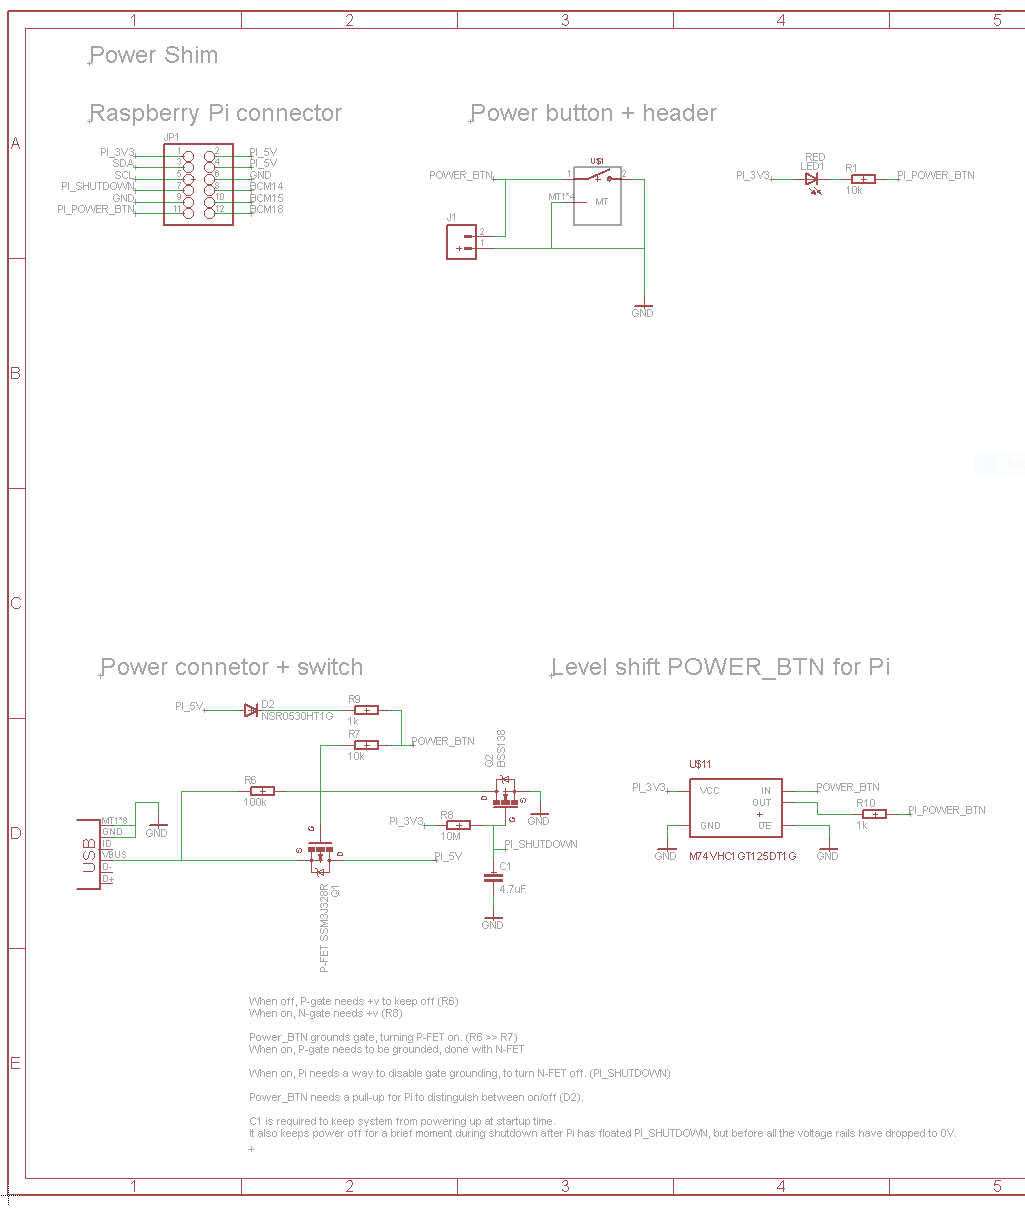 1 2 3 4 5
Power Shim
Raspberry Pi connector
Power button + header
A
JP1
PI_3V3 1 2 PI_5V
SDA 3 4 PI_5V
SCL 5 6 GND
PI_SHUTDOWN 7 8 BCM14
GND 9 10 BCM15
PI_POWER_BTN 11 12 BCM18
U$1
POWER_BTN 1 2
MT1*4 MT
J1
2
1
GND
RED
LED1
PI_3V3
R1
10k
PI_POWER_BTN
B
C
Power connetor + switch
Level shift POWER_BTN for Pi
PI_5V
D2
NSR0530HT1G
R9
1k
R7
10k
POWER_BTN
R6
100k
Q2
BSS138
D
S
G
GND
PI_3V3
R8
10M
PI_SHUTDOWN
C1
4.7uF
GND
D
USB
MT1*8
GND
ID
VBUS
D-
D+
GND
G
S
D
PI_5V
P-FET SSM3J328R
Q1
U$11
PI_3V3
VCC IN
OUT
GND OE
POWER_BTN
R10
1k
PI_POWER_BTN
GND
M74VHC1GT125DT1G
GND
E
When off, P-gate needs +v to keep off (R6)
When on, N-gate needs +v (R8)
Power_BTN grounds gate, turning P-FET on. (R6 >> R7)
When on, P-gate needs to be grounded, done with N-FET
When on, Pi needs a way to disable gate grounding, to turn N-FET off. (PI_SHUTDOWN)
Power_BTN needs a pull-up for Pi to distinguish between on/off (D2).
C1 is required to keep system from powering up at startup time.
It also keeps power off for a brief moment during shutdown after Pi has floated PI_SHUTDOWN, but before all the voltage rails have dropped to 0V.
1 2 3 4 5